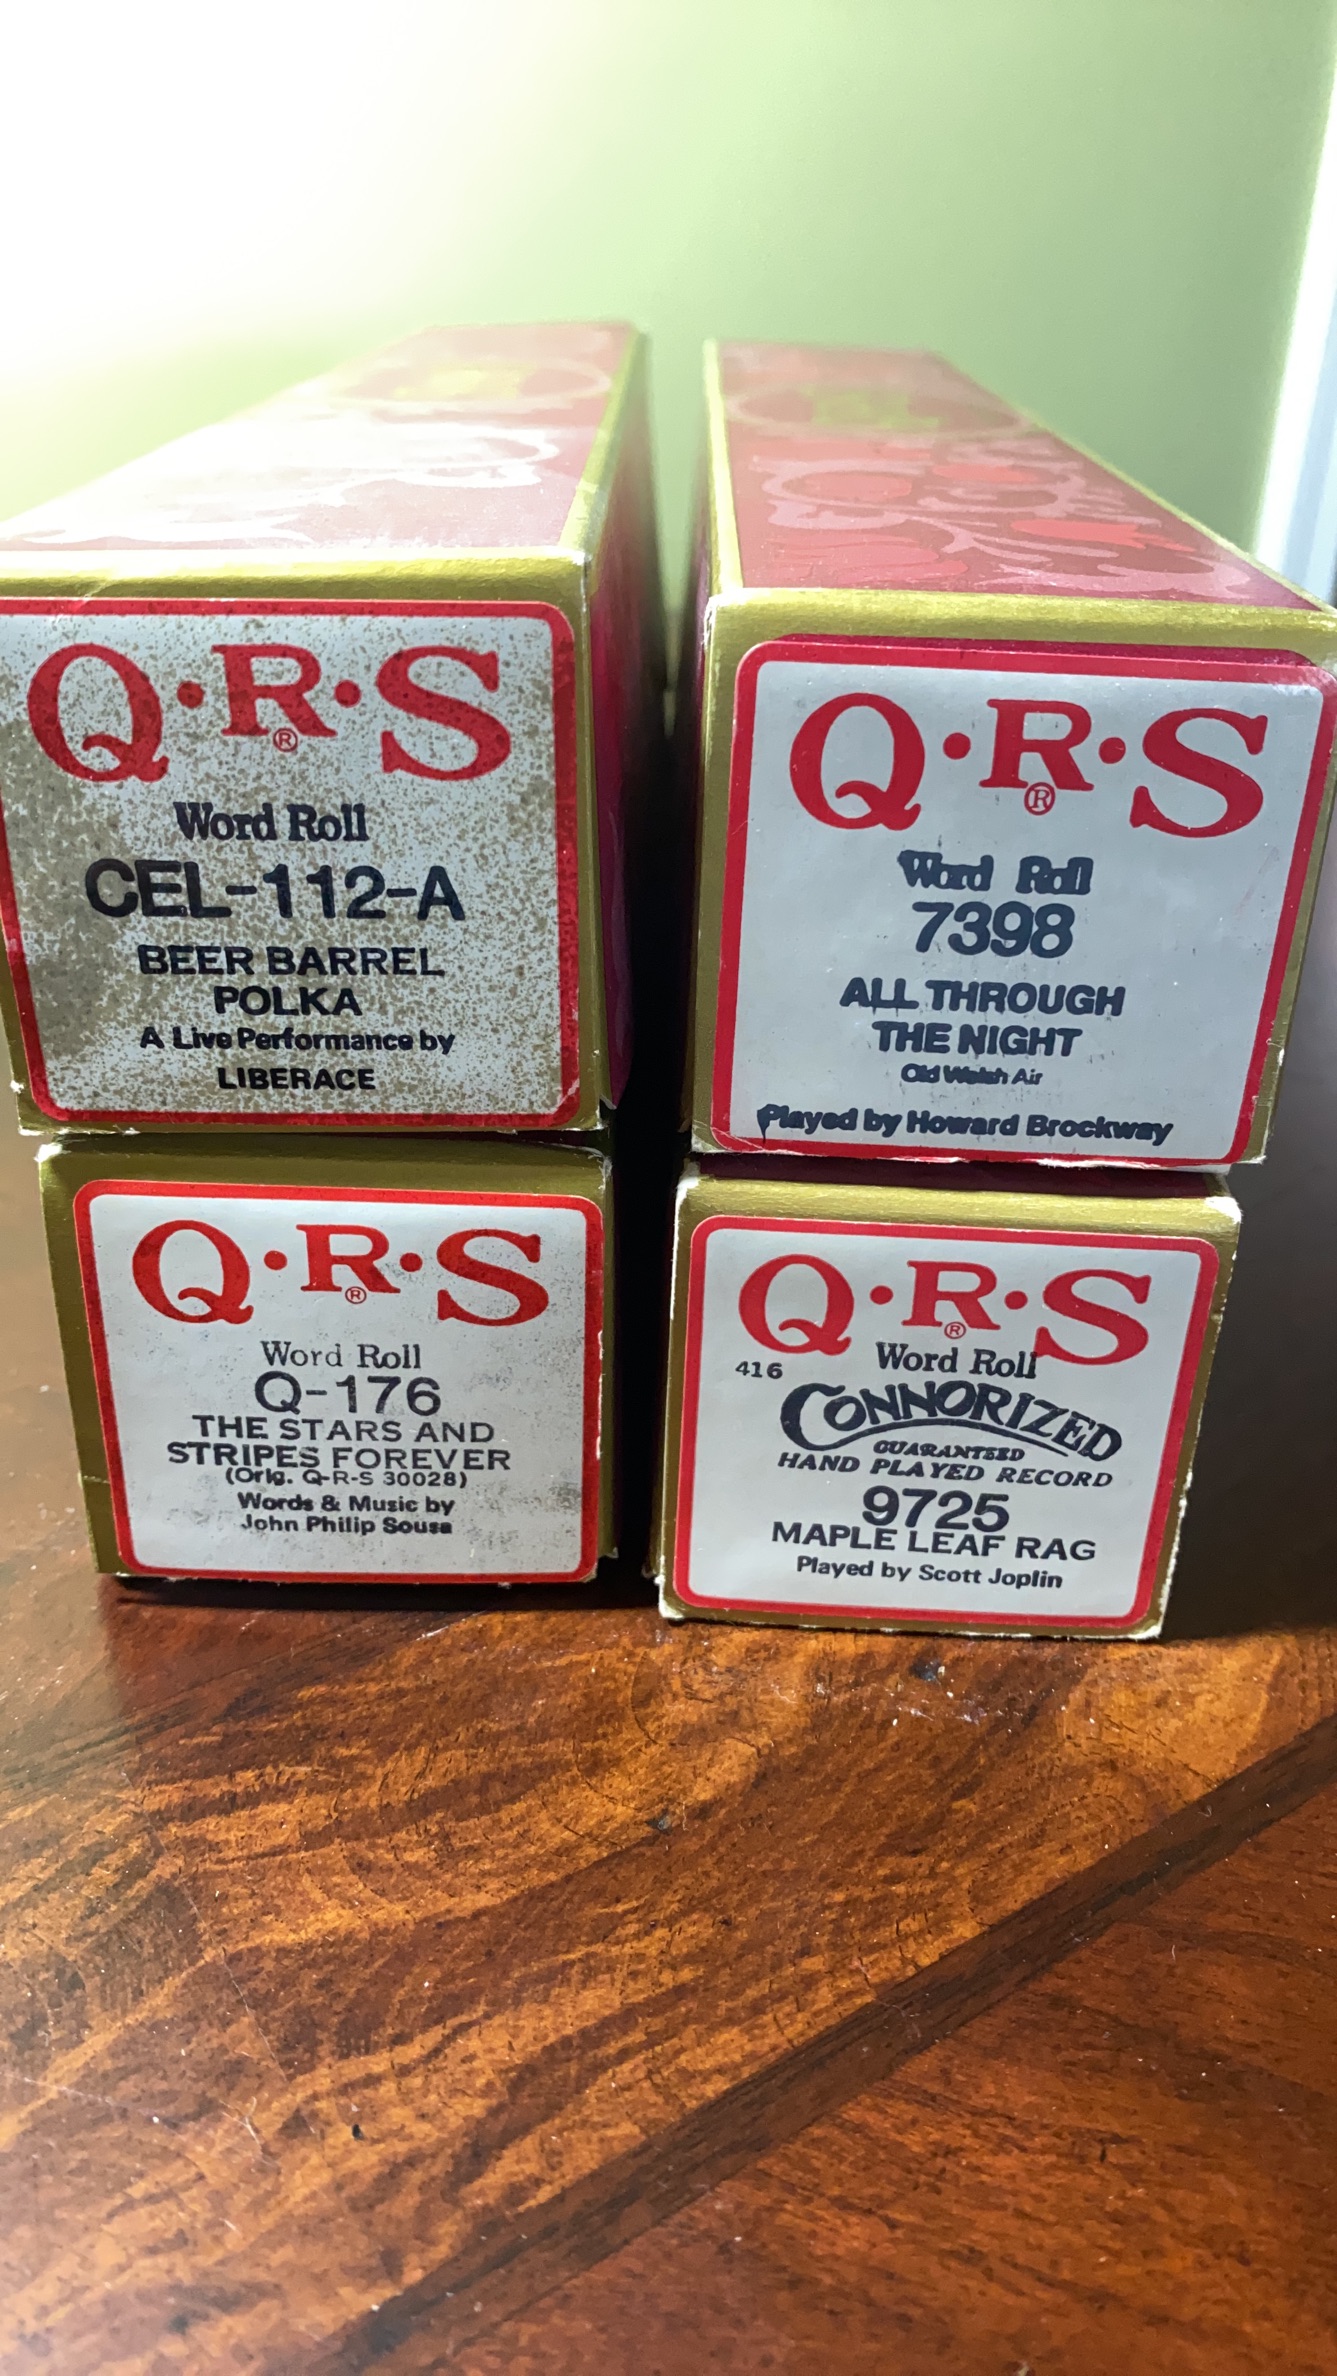 Q·R·S
®
Word Roll
CEL-112-A
BEER BARREL
POLKA
A Live Performance by
LIBERACE
Q·R·S
®
Word Roll
7398
ALL THROUGH
THE NIGHT
Old Welsh Air
Played by Howard Brockway
Q·R·S
®
Word Roll
Q-176
THE STARS AND
STRIPES FOREVER
(Orig. Q-R-S 30028)
Words & Music by
John Philip Sousa
Q·R·S
®
Word Roll
416
CONNORIZED
GUARANTEED
HAND PLAYED RECORD
9725
MAPLE LEAF RAG
Played by Scott Joplin